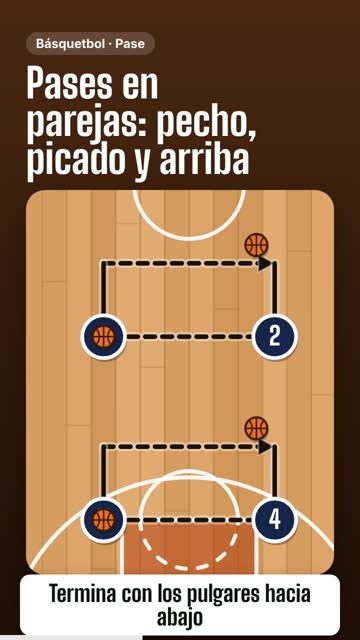 Básquetbol · Pase
Pases en
parejas: pecho,
picado y arriba
2
4
Termina con los pulgares hacia
abajo